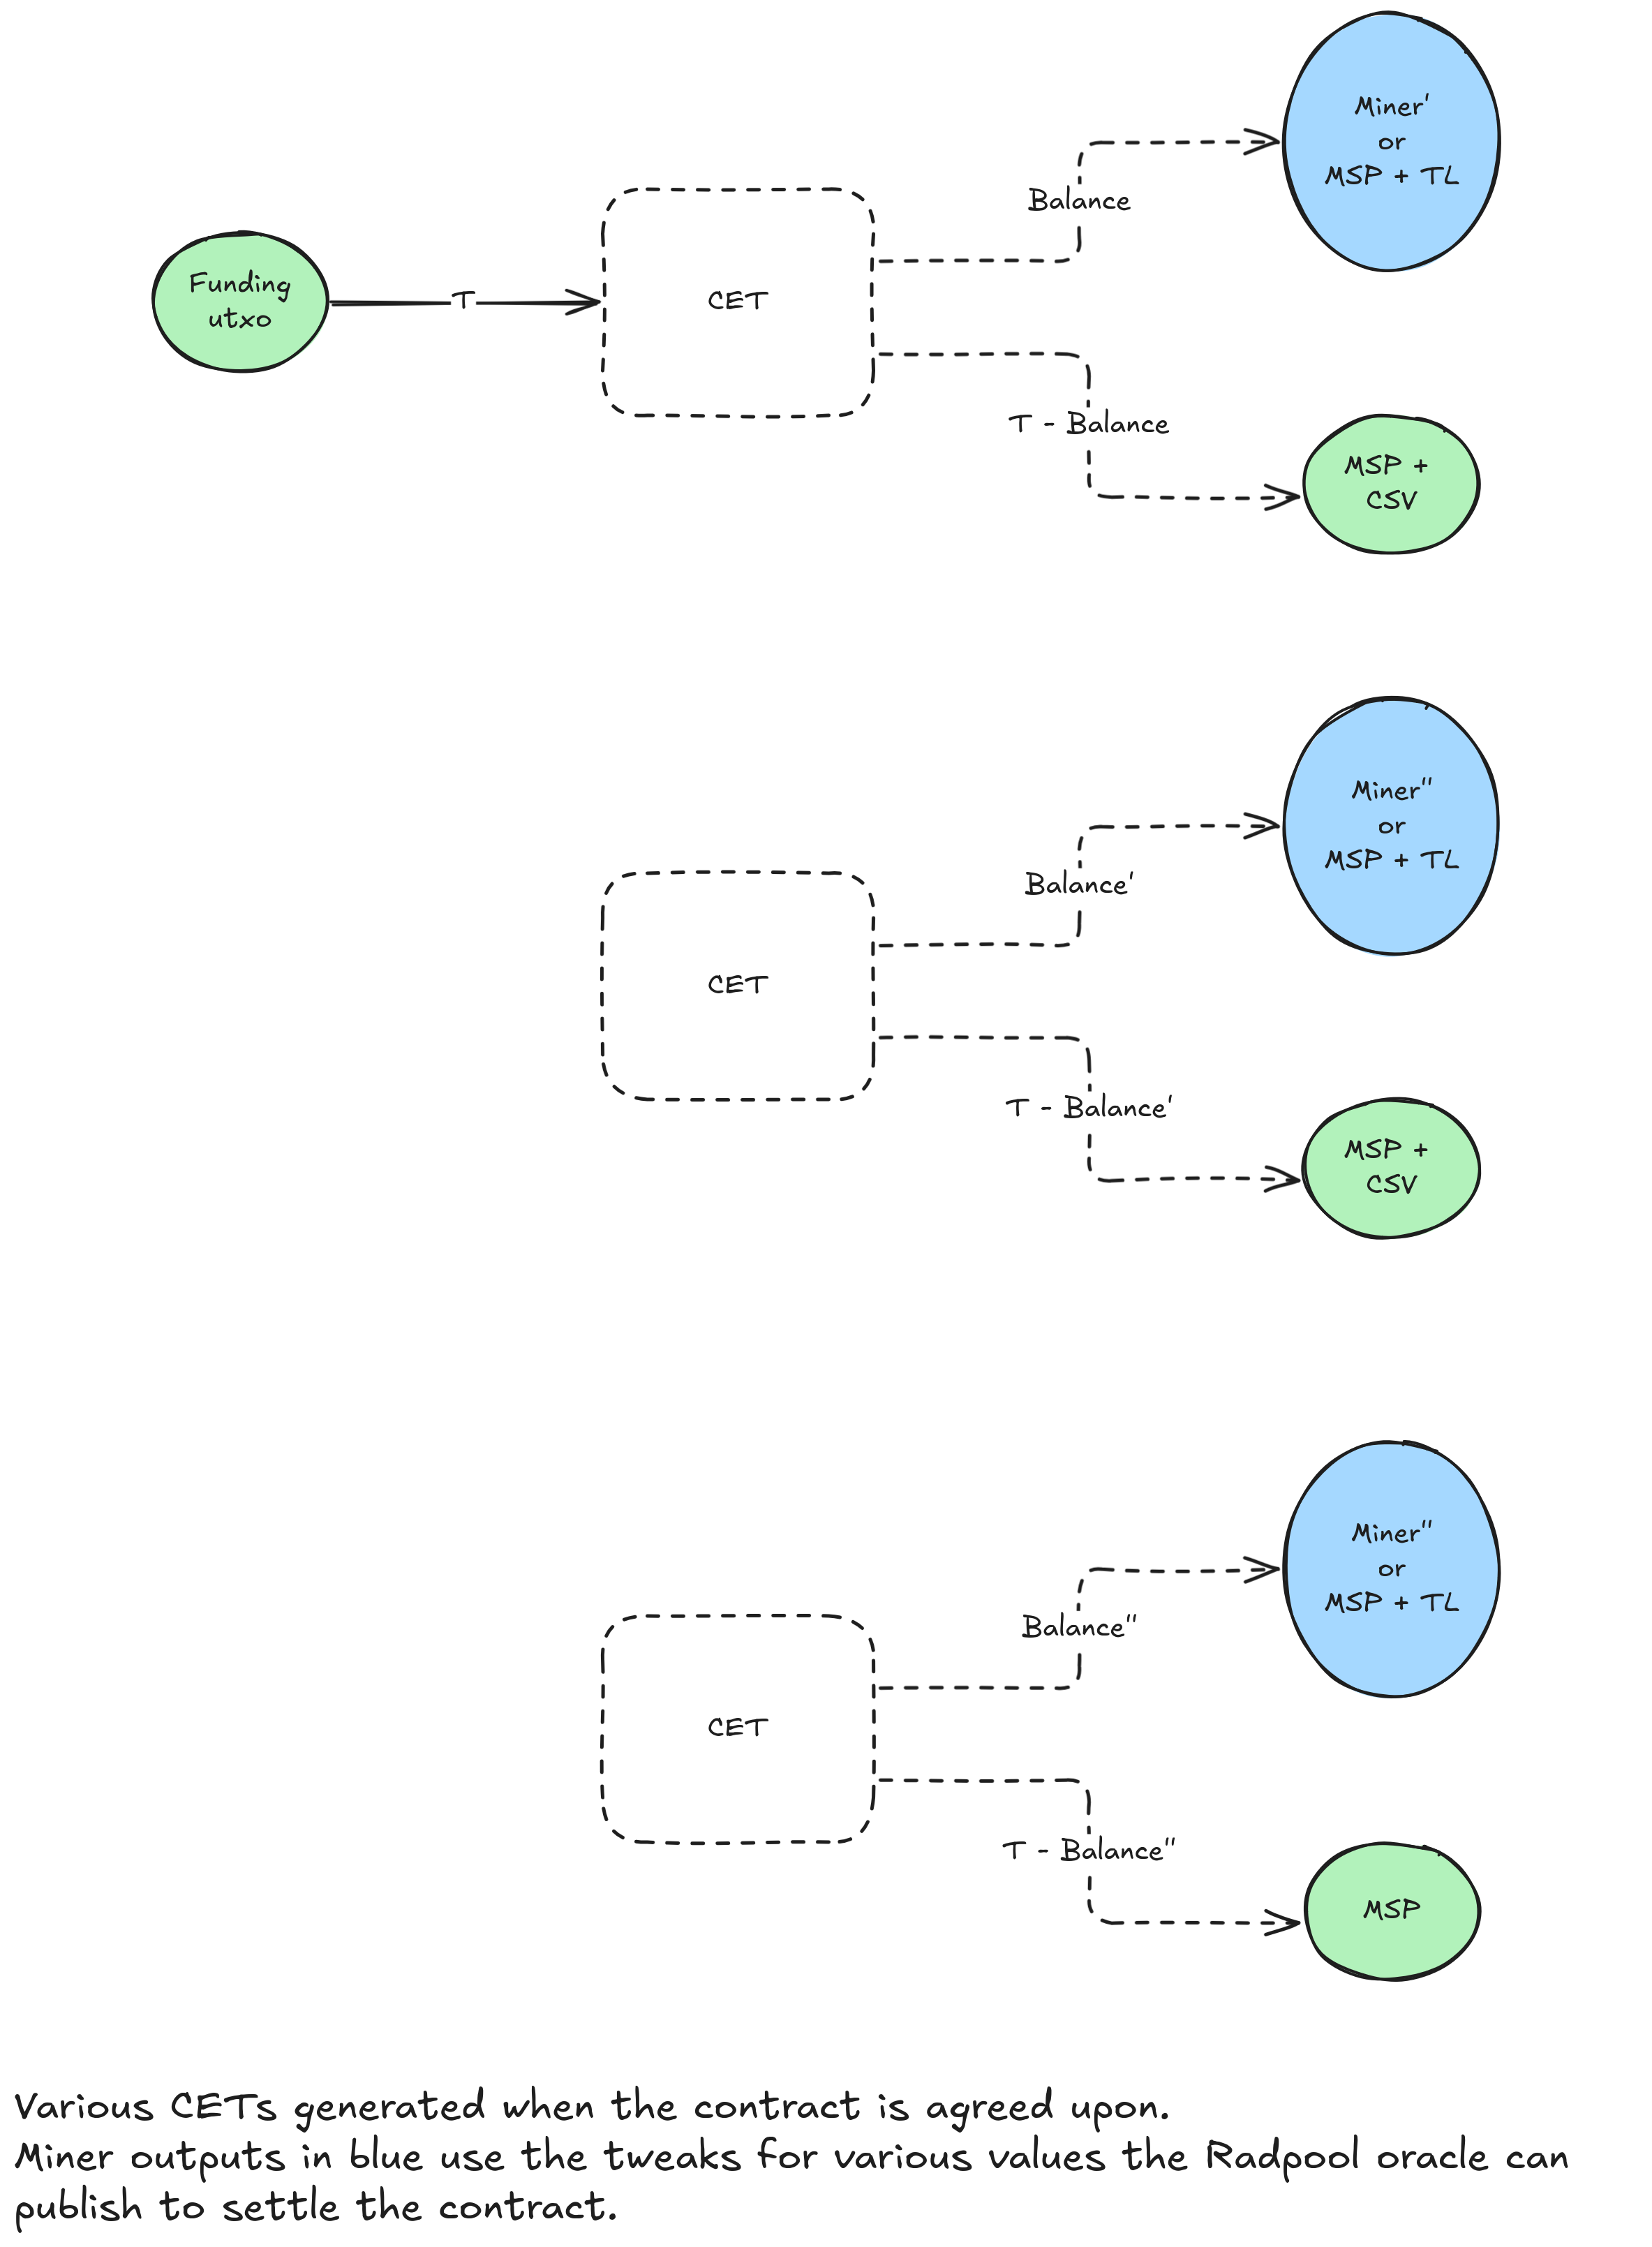 Miner'
or
MSP + TL
Balance
Funding
utxo
T
CET
T - Balance
MSP +
CSV
Miner"
or
MSP + TL
Balance'
CET
T - Balance'
MSP +
CSV
Miner"
or
MSP + TL
Balance"
CET
T - Balance"
MSP
Various CETs generated when the contract is agreed upon.
Miner outputs in blue use the tweaks for various values the Radpool oracle can
publish to settle the contract.